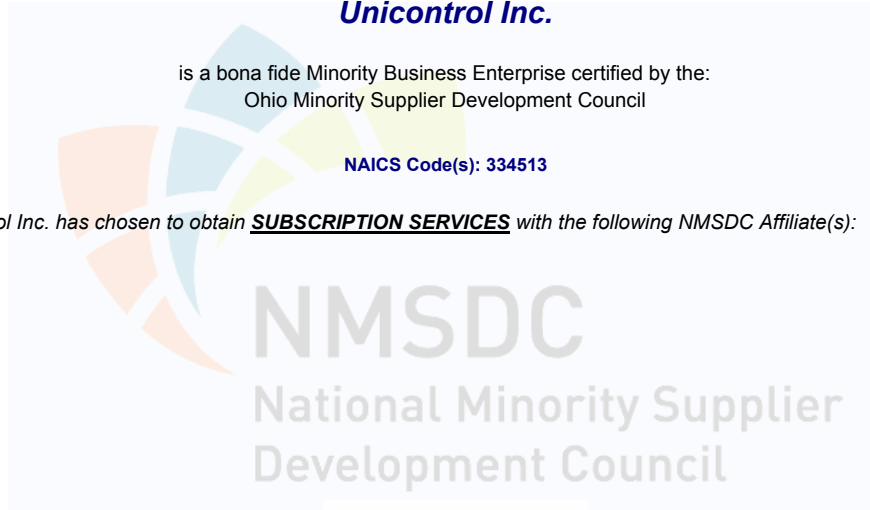 Unicontrol Inc.
is a bona fide Minority Business Enterprise certified by the:
Ohio Minority Supplier Development Council
NAICS Code(s): 334513
ol Inc. has chosen to obtain SUBSCRIPTION SERVICES with the following NMSDC Affiliate(s):
NMSDC
National Minority Supplier
Development Council